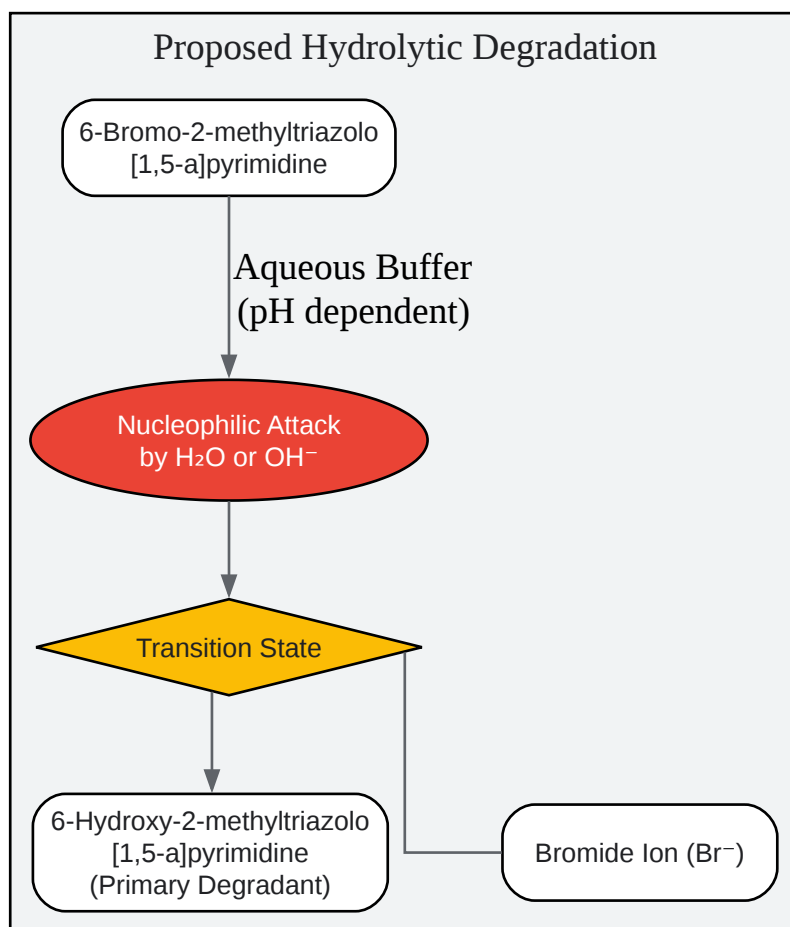 Proposed Hydrolytic Degradation
6-Bromo-2-methyltriazolo
[1,5-a]pyrimidine
Aqueous Buffer
(pH dependent)
Nucleophilic Attack
by H₂O or OH⁻
Transition State
6-Hydroxy-2-methyltriazolo
[1,5-a]pyrimidine
(Primary Degradant)
Bromide Ion (Br⁻)